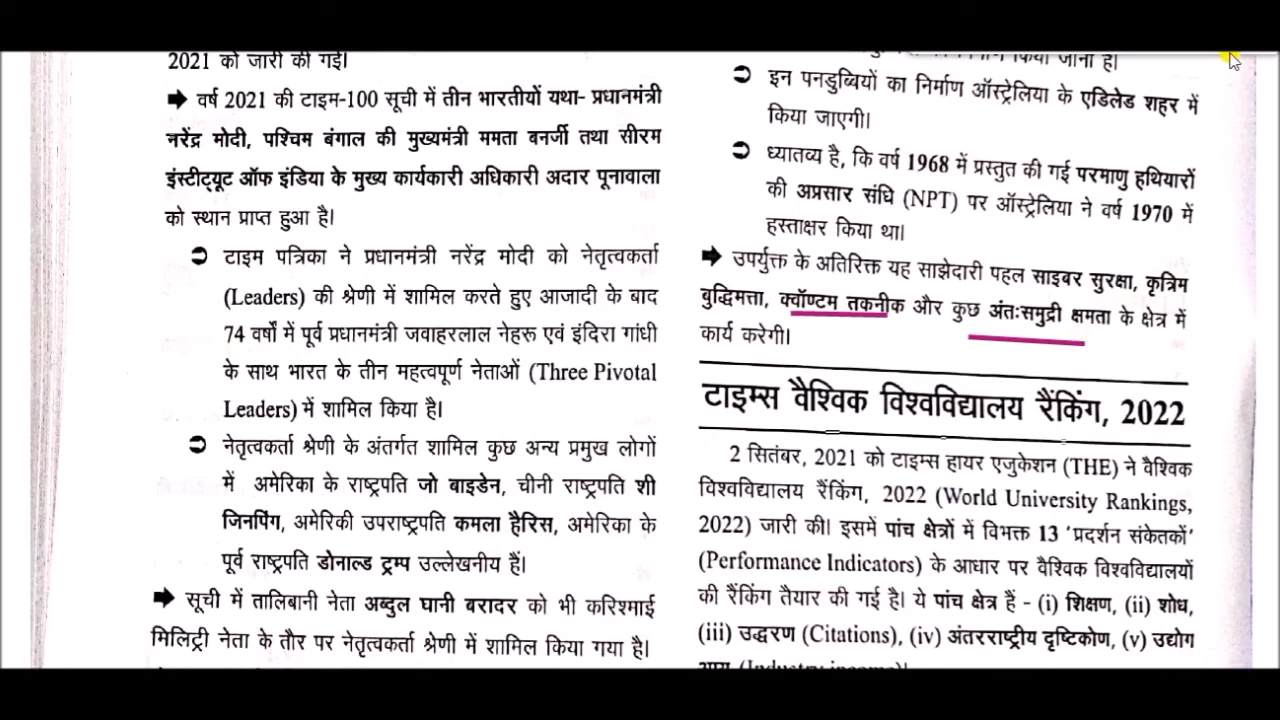 2021 को जारी की गई।
➡ वर्ष 2021 की टाइम-100 सूची में तीन भारतीयों यथा- प्रधानमंत्री
नरेंद्र मोदी, पश्चिम बंगाल की मुख्यमंत्री ममता बनर्जी तथा सीरम
इंस्टीट्यूट ऑफ इंडिया के मुख्य कार्यकारी अधिकारी अदार पूनावाला
को स्थान प्राप्त हुआ है।
➲ टाइम पत्रिका ने प्रधानमंत्री नरेंद्र मोदी को नेतृत्वकर्ता
(Leaders) की श्रेणी में शामिल करते हुए आजादी के बाद
74 वर्षों में पूर्व प्रधानमंत्री जवाहरलाल नेहरू एवं इंदिरा गांधी
के साथ भारत के तीन महत्वपूर्ण नेताओं (Three Pivotal
Leaders) में शामिल किया है।
➲ नेतृत्वकर्ता श्रेणी के अंतर्गत शामिल कुछ अन्य प्रमुख लोगों
में अमेरिका के राष्ट्रपति जो बाइडेन, चीनी राष्ट्रपति शी
जिनपिंग, अमेरिकी उपराष्ट्रपति कमला हैरिस, अमेरिका के
पूर्व राष्ट्रपति डोनाल्ड ट्रम्प उल्लेखनीय हैं।
➡ सूची में तालिबानी नेता अब्दुल घानी बरादर को भी करिश्माई
मिलिट्री नेता के तौर पर नेतृत्वकर्ता श्रेणी में शामिल किया गया है।
किया जाना है।
➲ इन पनडुब्बियों का निर्माण ऑस्ट्रेलिया के एडिलेड शहर में
किया जाएगी।
➲ ध्यातव्य है, कि वर्ष 1968 में प्रस्तुत की गई परमाणु हथियारों
की अप्रसार संधि (NPT) पर ऑस्ट्रेलिया ने वर्ष 1970 में
हस्ताक्षर किया था।
➡ उपर्युक्त के अतिरिक्त यह साझेदारी पहल साइबर सुरक्षा, कृत्रिम
बुद्धिमत्ता, क्वॉण्टम तकनीक और कुछ अंतःसमुद्री क्षमता के क्षेत्र में
कार्य करेगी।
टाइम्स वैश्विक विश्वविद्यालय रैंकिंग, 2022
2 सितंबर, 2021 को टाइम्स हायर एजुकेशन (THE) ने वैश्विक
विश्वविद्यालय रैंकिंग, 2022 (World University Rankings,
2022) जारी की। इसमें पांच क्षेत्रों में विभक्त 13 'प्रदर्शन संकेतकों'
(Performance Indicators) के आधार पर वैश्विक विश्वविद्यालयों
की रैंकिंग तैयार की गई है। ये पांच क्षेत्र हैं - (i) शिक्षण, (ii) शोध,
(iii) उद्धरण (Citations), (iv) अंतरराष्ट्रीय दृष्टिकोण, (v) उद्योग
आय (Industry income)।